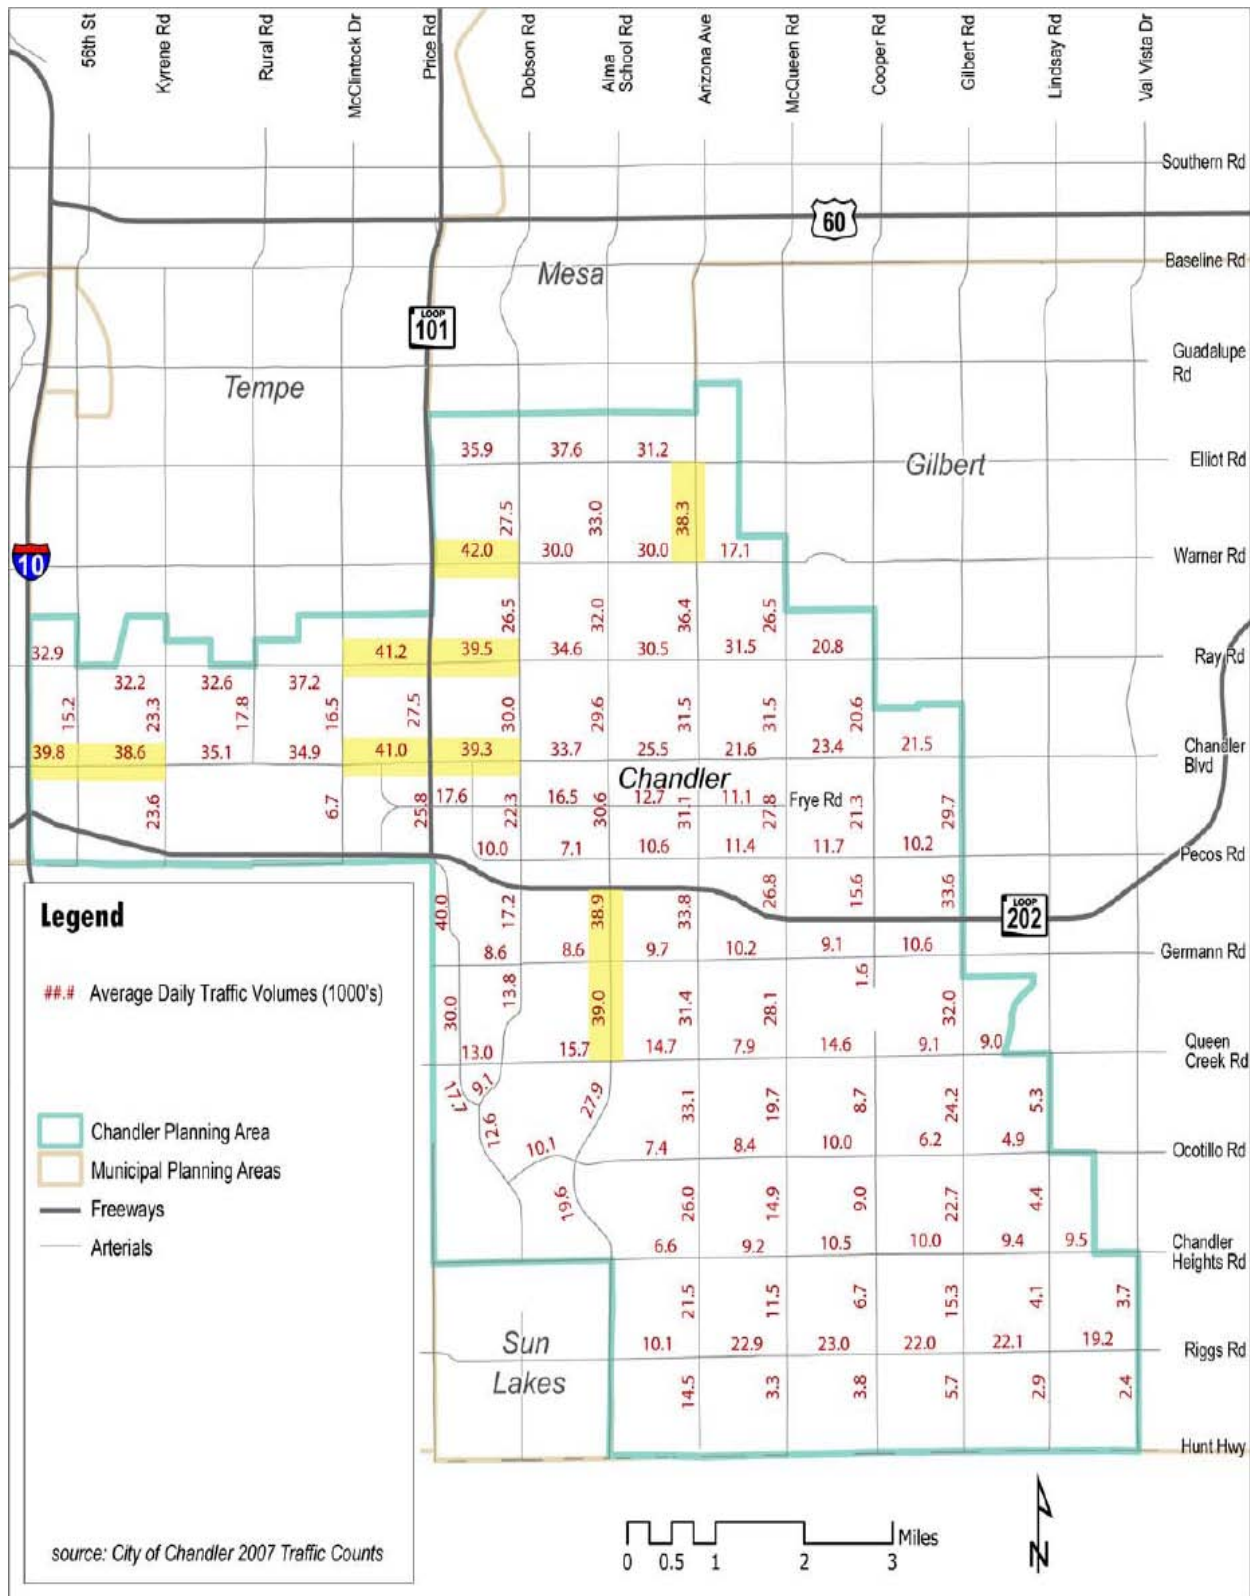 56th St
Kyrene Rd
Rural Rd
McClintock Dr
Price Rd
Dobson Rd
Alma
School Rd
Arizona Ave
McQueen Rd
Cooper Rd
Gilbert Rd
Lindsay Rd
Val Vista Dr
Southern Rd
60
Baseline Rd
Mesa
LOOP
101
Guadalupe
Rd
Tempe
35.9 37.6 31.2
Gilbert
Elliot Rd
27.5 33.0 38.3
10
42.0 30.0 30.0 17.1
Warner Rd
26.5 32.0 36.4 26.5
32.9 41.2 39.5 34.6 30.5 31.5 20.8
Ray Rd
32.2 32.6 37.2
15.2 23.3 17.8 16.5 27.5 30.0 29.6 31.5 31.5 20.6
39.8 38.6 35.1 34.9 41.0 39.3 33.7 25.5 21.6 23.4 21.5
Chandler
Blvd
Chandler
17.6 16.5 12.7 11.1
Frye Rd
23.6 6.7 25.8 22.3 30.6 31.1 27.8 21.3 29.7
10.0 7.1 10.6 11.4 11.7 10.2
Pecos Rd
40.0 17.2 38.9 33.8 26.8 15.6 33.6
LOOP
202
8.6 8.6 9.7 10.2 9.1 10.6
Germann Rd
30.0 13.8 39.0 31.4 28.1 1.6 32.0
13.0 15.7 14.7 7.9 14.6 9.1 9.0
Queen
Creek Rd
17.7 9.1 27.9 33.1 19.7 8.7 24.2 5.3
12.6
10.1 7.4 8.4 10.0 6.2 4.9
Ocotillo Rd
19.6 26.0 14.9 9.0 22.7 4.4
6.6 9.2 10.5 10.0 9.4 9.5
Chandler
Heights Rd
21.5 11.5 6.7 15.3 4.1 3.7
Sun
Lakes
10.1 22.9 23.0 22.0 22.1 19.2
Riggs Rd
14.5 3.3 3.8 5.7 2.9 2.4
Hunt Hwy
Legend
##.# Average Daily Traffic Volumes (1000's)
Chandler Planning Area
Municipal Planning Areas
Freeways
Arterials
source: City of Chandler 2007 Traffic Counts
Miles
0 0.5 1 2 3
N